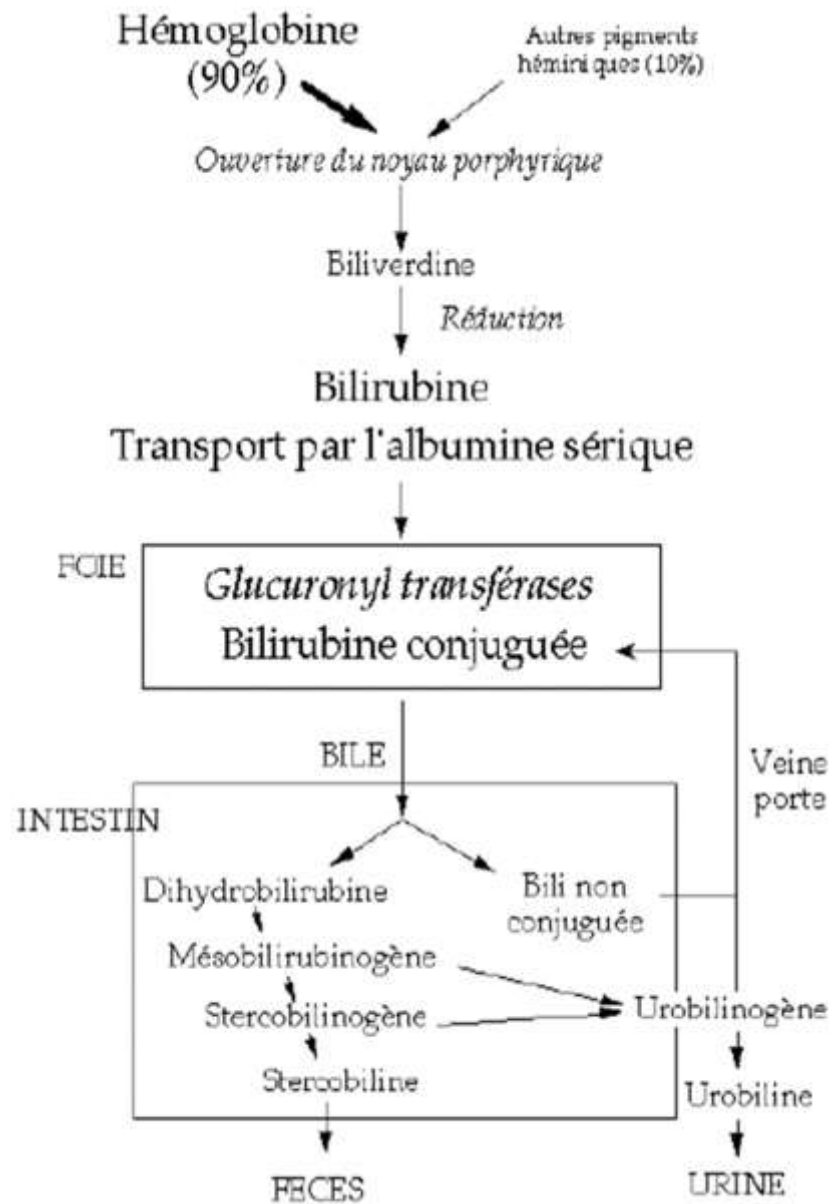 Hémoglobine
(90%)
Autres pigments
héminiques (10%)
Ouverture du noyau porphyrique
Biliverdine
Réduction
Bilirubine
Transport par l'albumine sérique
FOIE
Glucuronyl transférases
Bilirubine conjuguée
BILE
Veine
porte
INTESTIN
Dihydrobilirubine
Bili non
conjuguée
Mésobilirubinogène
Stercobilinogène
Urobilinogène
Stercobiline
Urobiline
FECES
URINE